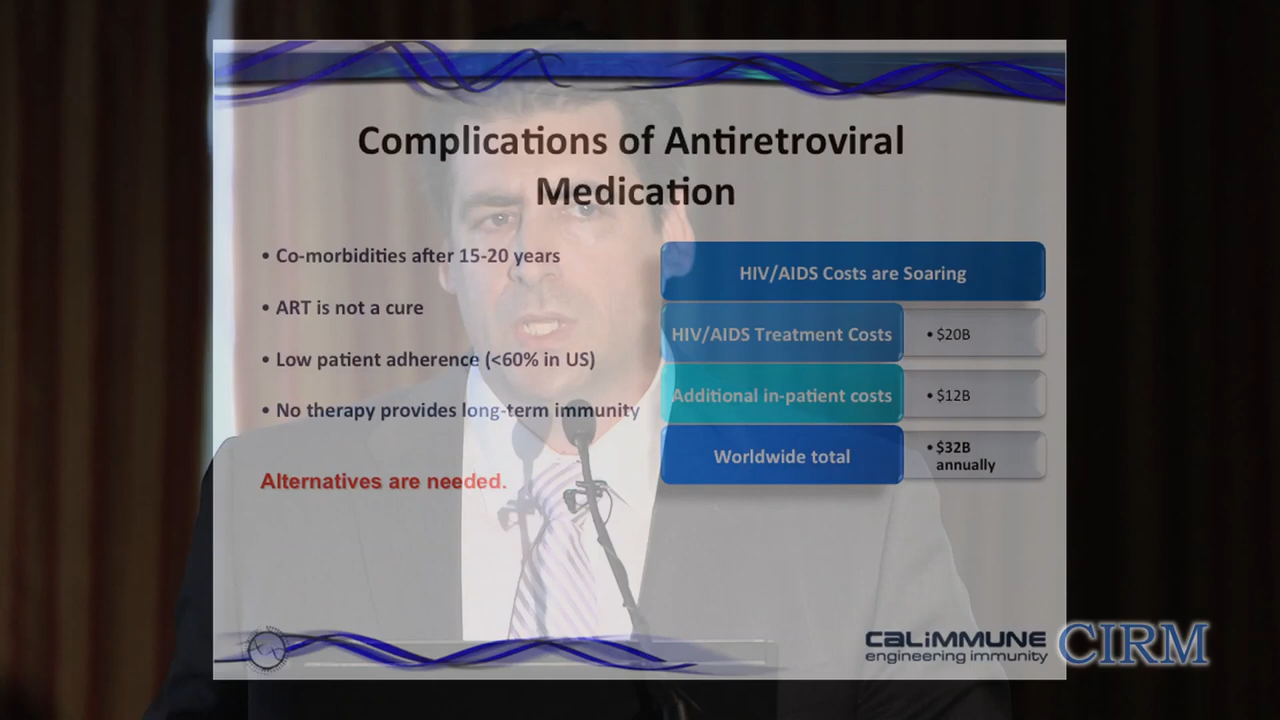 Complications of Antiretroviral
Medication
• Co-morbidities after 15-20 years
• ART is not a cure
• Low patient adherence (<60% in US)
• No therapy provides long-term immunity
Alternatives are needed.
HIV/AIDS Costs are Soaring
HIV/AIDS Treatment Costs
• $20B
Additional in-patient costs
• $12B
Worldwide total
• $32B
annually
CALIMMUNE
engineering immunity
CIRM